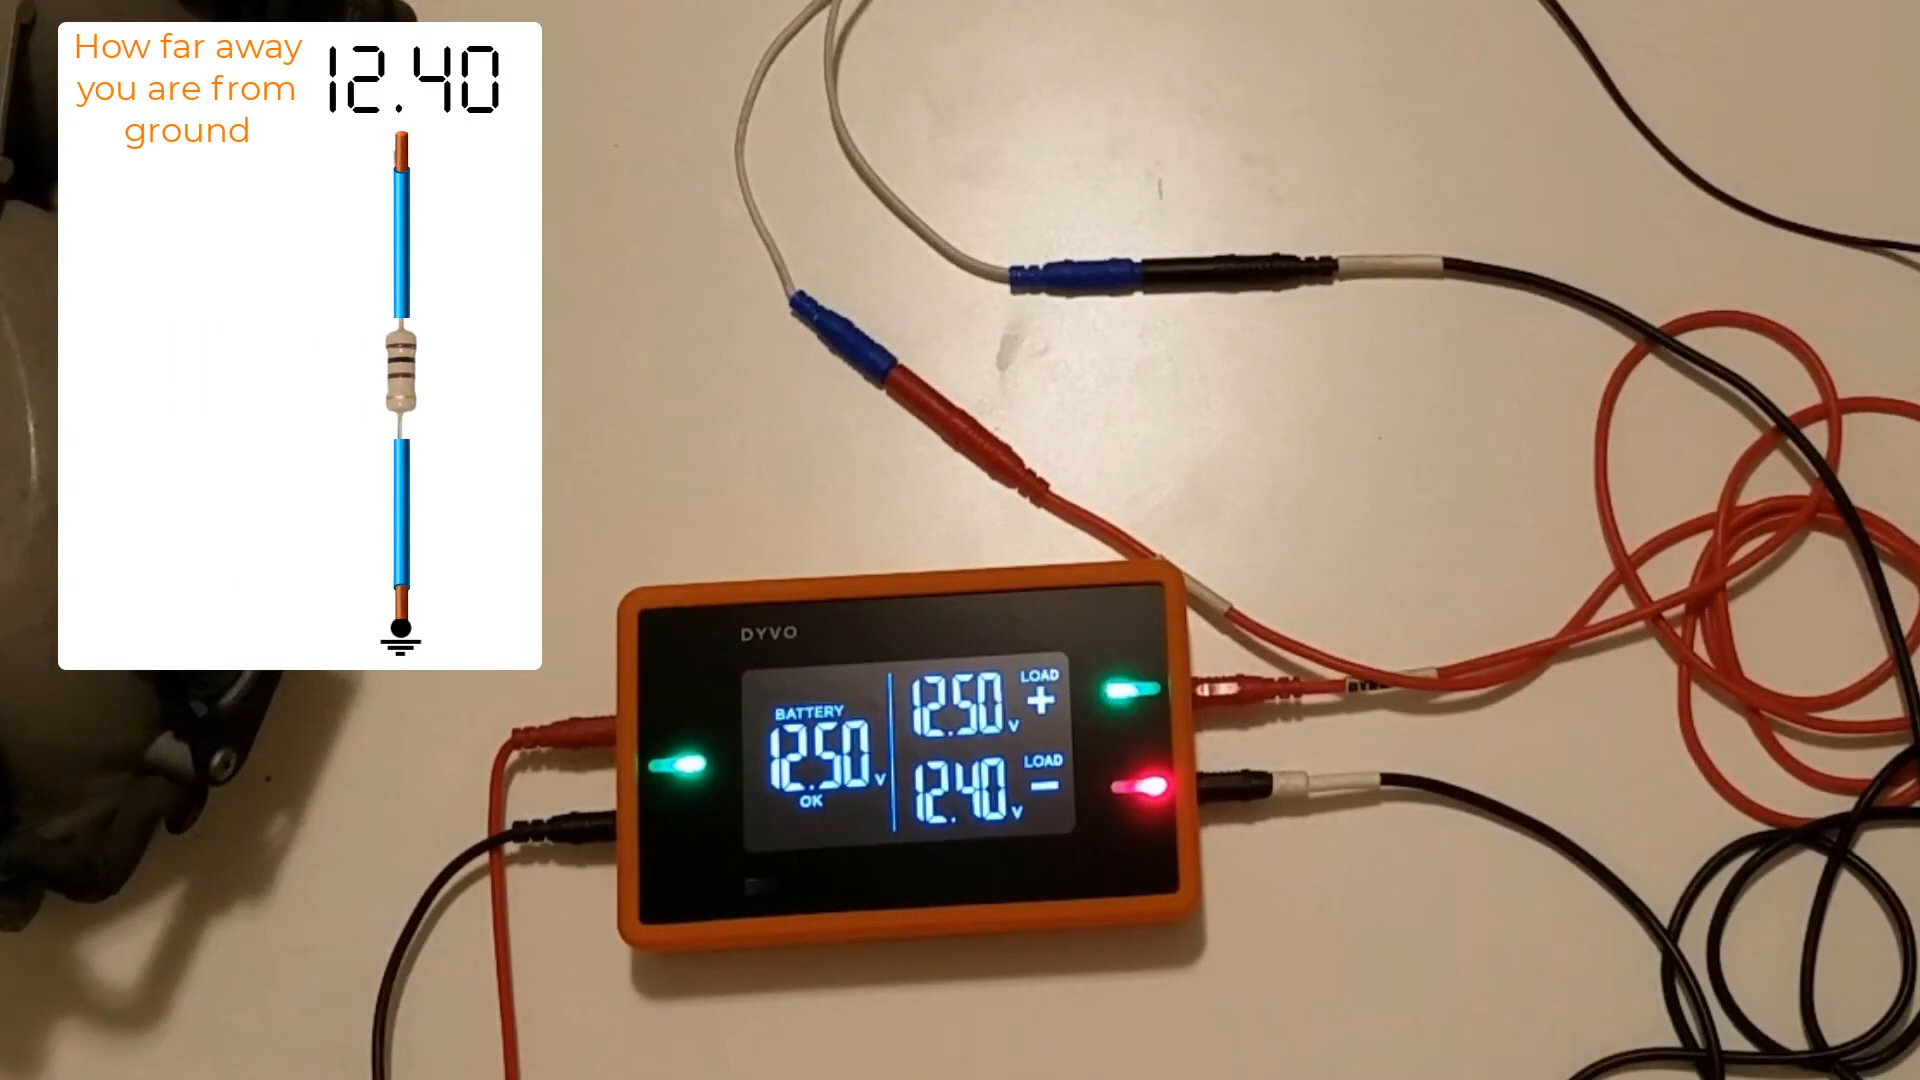 How far away
you are from
ground
12.40
DYVO
BATTERY
12.50 V
OK
12.50 V
LOAD
+
12.40 V
LOAD
-